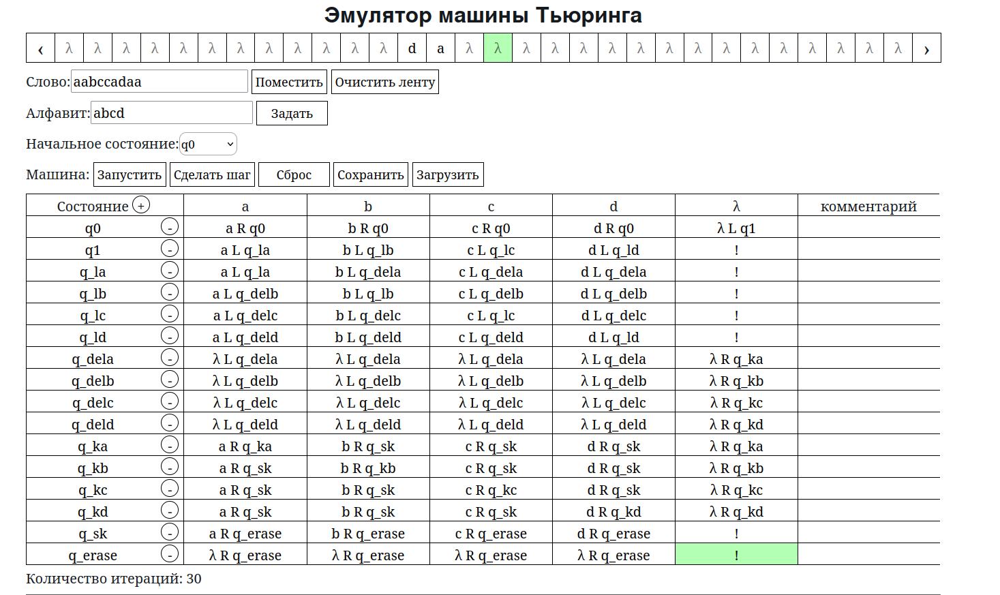 Эмулятор машины Тьюринга
‹ λ λ λ λ λ λ λ λ λ λ λ λ d a λ λ λ λ λ λ λ λ λ λ λ λ λ λ λ λ ›
Слово: aabccadaa Поместить Очистить ленту
Алфавит: abcd Задать
Начальное состояние: q0
Машина: Запустить Сделать шаг Сброс Сохранить Загрузить
Состояние + a b c d λ комментарий
q0 - a R q0 b R q0 c R q0 d R q0 λ L q1
q1 - a L q_la b L q_lb c L q_lc d L q_ld !
q_la - a L q_la b L q_dela c L q_dela d L q_dela !
q_lb - a L q_delb b L q_lb c L q_delb d L q_delb !
q_lc - a L q_delc b L q_delc c L q_lc d L q_delc !
q_ld - a L q_deld b L q_deld c L q_deld d L q_ld !
q_dela - λ L q_dela λ L q_dela λ L q_dela λ L q_dela λ R q_ka
q_delb - λ L q_delb λ L q_delb λ L q_delb λ L q_delb λ R q_kb
q_delc - λ L q_delc λ L q_delc λ L q_delc λ L q_delc λ R q_kc
q_deld - λ L q_deld λ L q_deld λ L q_deld λ L q_deld λ R q_kd
q_ka - a R q_ka b R q_sk c R q_sk d R q_sk λ R q_ka
q_kb - a R q_sk b R q_kb c R q_sk d R q_sk λ R q_kb
q_kc - a R q_sk b R q_sk c R q_kc d R q_sk λ R q_kc
q_kd - a R q_sk b R q_sk c R q_sk d R q_kd λ R q_kd
q_sk - a R q_erase b R q_erase c R q_erase d R q_erase !
q_erase - λ R q_erase λ R q_erase λ R q_erase λ R q_erase !
Количество итераций: 30